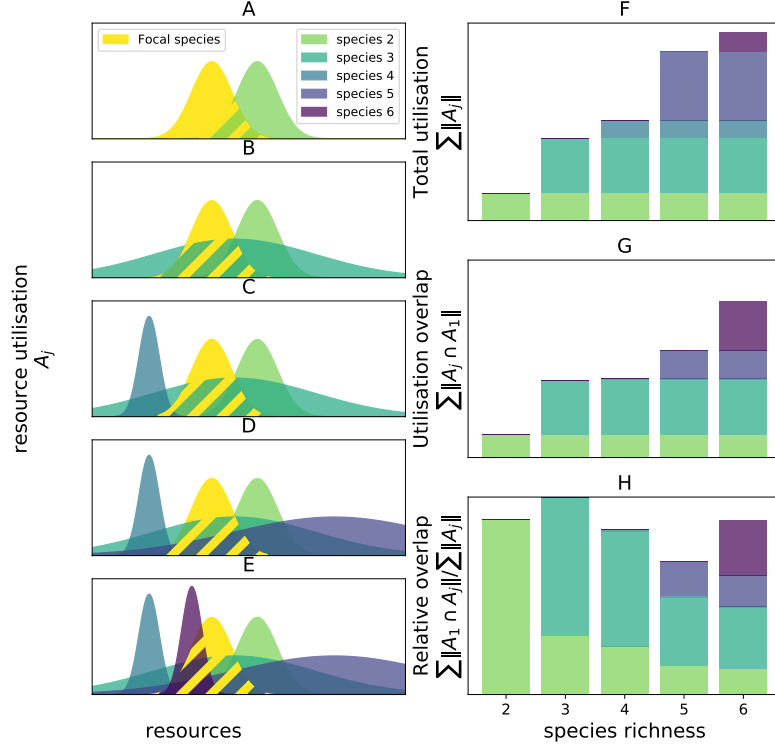 A
Focal species
species 2
species 3
species 4
species 5
species 6
B
C
D
E
resource utilisation
A_j
resources
F
Total utilisation
∑‖A_j‖
G
Utilisation overlap
∑‖A_j ∩ A_1‖
H
Relative overlap
∑‖A_1 ∩ A_j‖/∑‖A_j‖
2 3 4 5 6
species richness